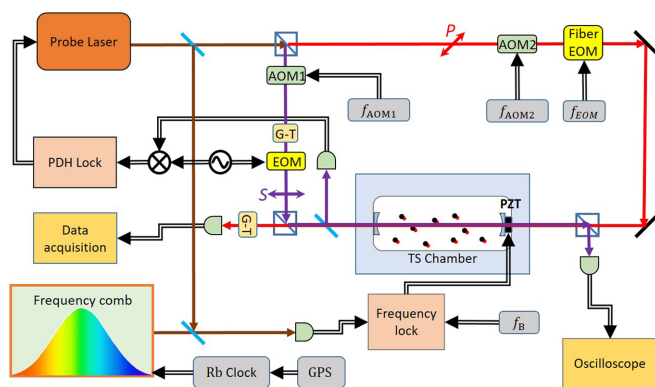 Probe Laser
P
AOM2
Fiber
EOM
AOM1
f_AOM1
f_AOM2
f_EOM
G-T
PDH Lock
EOM
S
PZT
Data
acquisition
G-T
TS Chamber
Frequency comb
Frequency
lock
f_B
Oscilloscope
Rb Clock
GPS